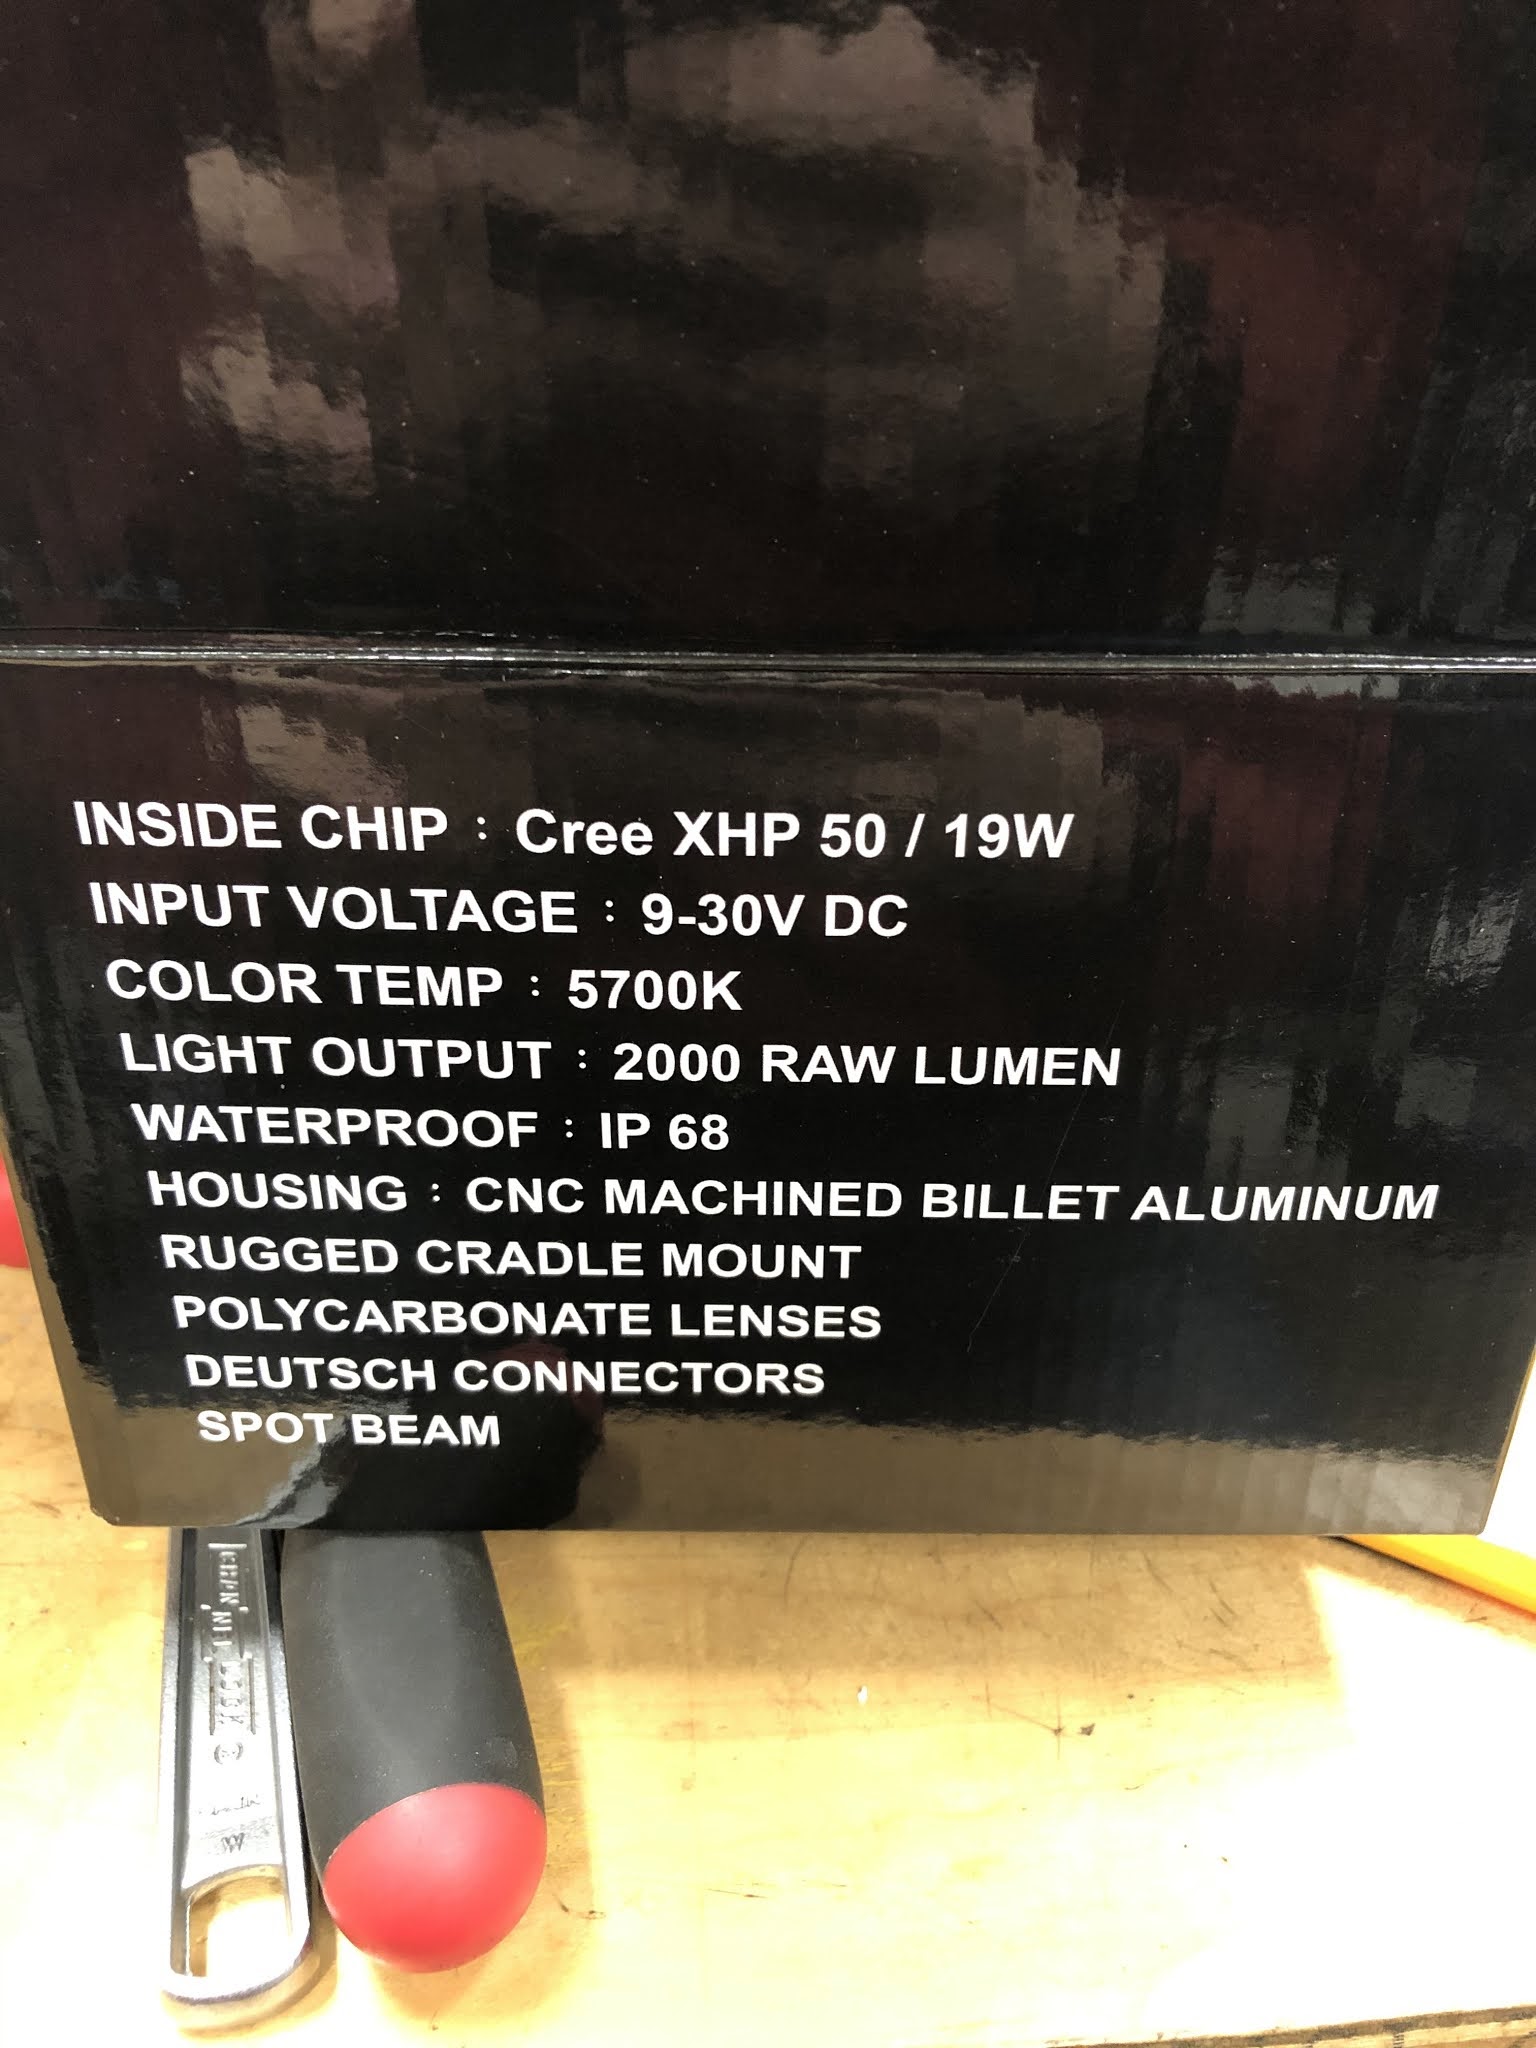 INSIDE CHIP : Cree XHP 50 / 19W
INPUT VOLTAGE : 9-30V DC
COLOR TEMP : 5700K
LIGHT OUTPUT : 2000 RAW LUMEN
WATERPROOF : IP 68
HOUSING : CNC MACHINED BILLET ALUMINUM
RUGGED CRADLE MOUNT
POLYCARBONATE LENSES
DEUTSCH CONNECTORS
SPOT BEAM
W